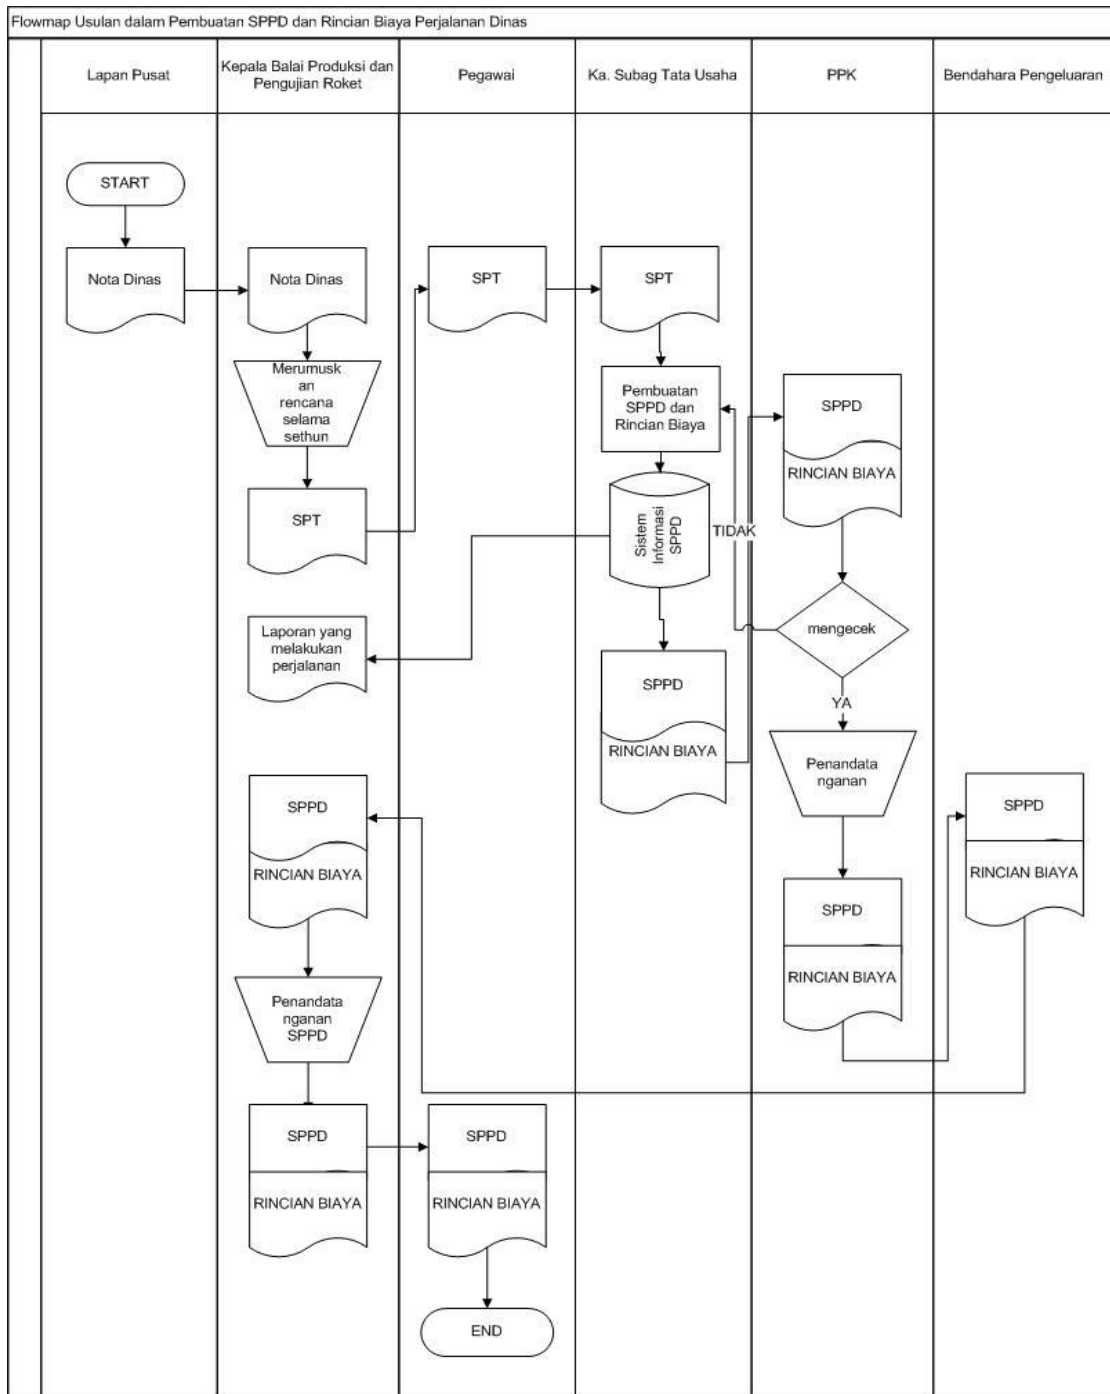 Flowmap Usulan dalam Pembuatan SPPD dan Rincian Biaya Perjalanan Dinas
Lapan Pusat
Kepala Balai Produksi dan
Pengujian Roket
Pegawai
Ka. Subag Tata Usaha
PPK
Bendahara Pengeluaran
START
Nota Dinas
Nota Dinas
SPT
SPT
Merumusk
an
rencana
selama
sethun
Pembuatan
SPPD dan
Rincian Biaya
SPPD
RINCIAN BIAYA
SPT
Sistem
Informasi
SPPD
TIDAK
Laporan yang
melakukan
perjalanan
mengecek
SPPD
RINCIAN BIAYA
YA
Penandata
nganan
SPPD
RINCIAN BIAYA
SPPD
RINCIAN BIAYA
SPPD
RINCIAN BIAYA
Penandata
nganan
SPPD
SPPD
RINCIAN BIAYA
SPPD
RINCIAN BIAYA
END